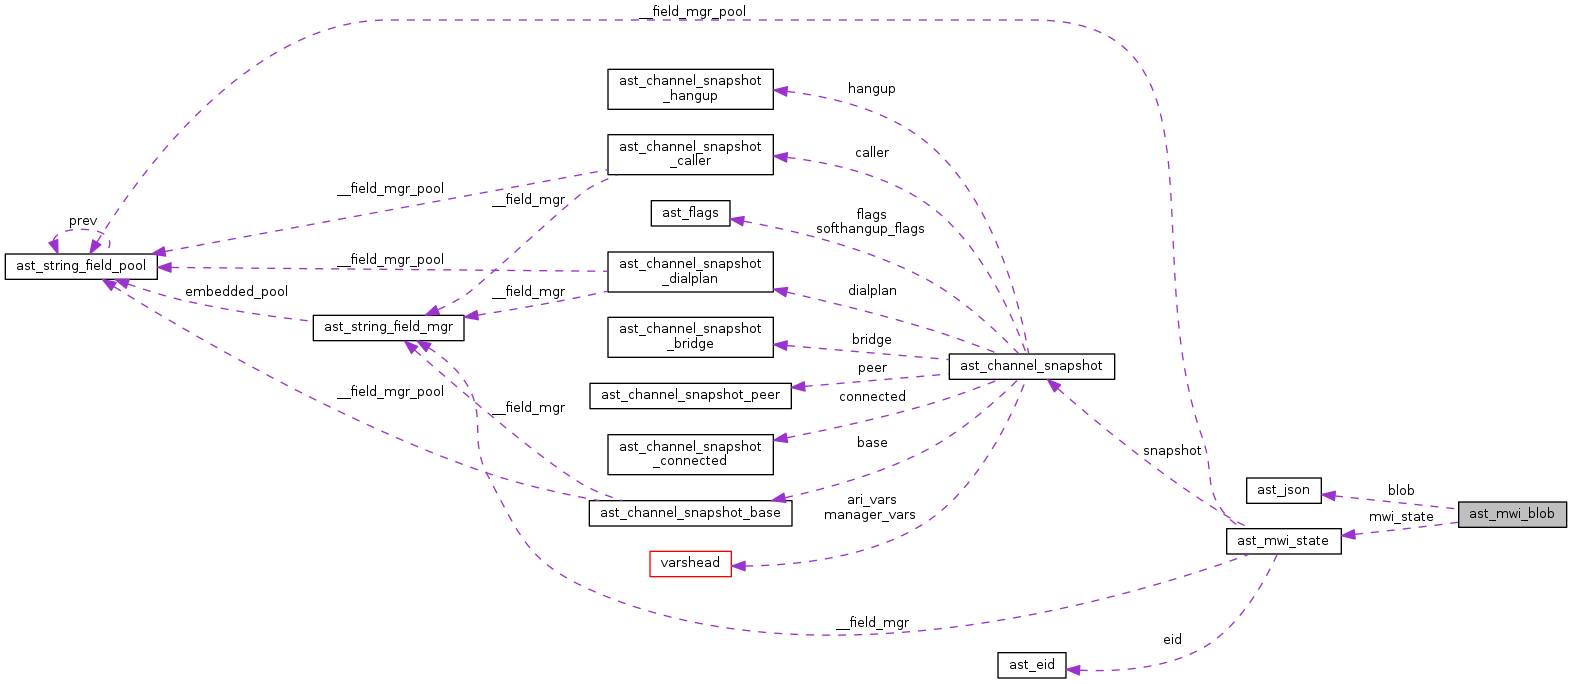 __field_mgr_pool
ast_channel_snapshot
_hangup
hangup
ast_channel_snapshot
_caller
caller
__field_mgr_pool
__field_mgr
ast_flags
flags
softhangup_flags
prev
ast_string_field_pool
__field_mgr_pool
ast_channel_snapshot
_dialplan
dialplan
embedded_pool
__field_mgr
ast_string_field_mgr
ast_channel_snapshot
_bridge
bridge
ast_channel_snapshot
peer
ast_channel_snapshot_peer
__field_mgr_pool
connected
__field_mgr
ast_channel_snapshot
_connected
base
snapshot
ast_json
blob
ari_vars
manager_vars
ast_channel_snapshot_base
mwi_state
ast_mwi_blob
ast_mwi_state
varshead
__field_mgr
eid
ast_eid